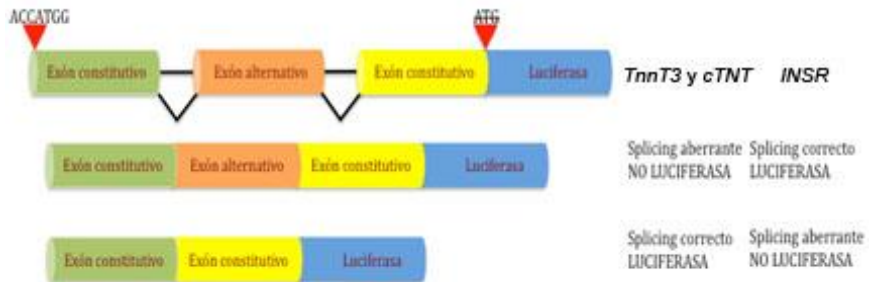 ACCATGG
ATG
Exón constitutivo Exón alternativo Exón constitutivo Luciferasa TnnT3 y cTNT INSR
Exón constitutivo Exón alternativo Exón constitutivo Luciferasa
Splicing aberrante Splicing correcto
NO LUCIFERASA LUCIFERASA
Exón constitutivo Exón constitutivo Luciferasa
Splicing correcto Splicing aberrante
LUCIFERASA NO LUCIFERASA